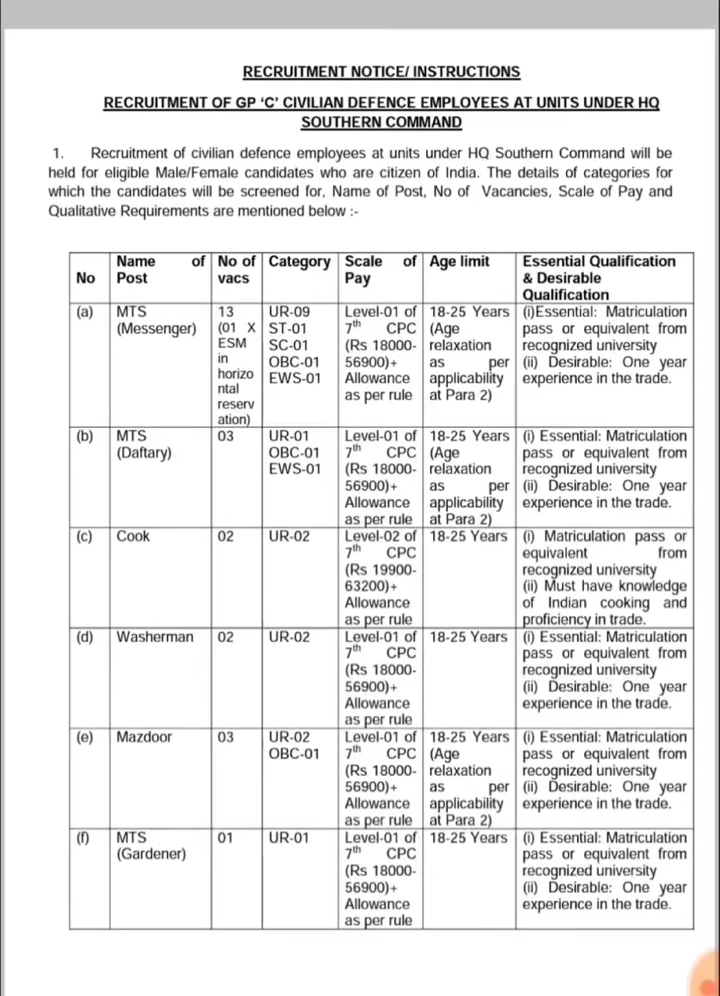 RECRUITMENT NOTICE/ INSTRUCTIONS
RECRUITMENT OF GP ‘C’ CIVILIAN DEFENCE EMPLOYEES AT UNITS UNDER HQ
SOUTHERN COMMAND
1. Recruitment of civilian defence employees at units under HQ Southern Command will be
held for eligible Male/Female candidates who are citizen of India. The details of categories for
which the candidates will be screened for, Name of Post, No of Vacancies, Scale of Pay and
Qualitative Requirements are mentioned below :-
No
Name of
Post
No of
vacs
Category
Scale of
Pay
Age limit
Essential Qualification
& Desirable
Qualification
(a)
MTS
(Messenger)
13
(01 X
ESM
in
horizo
ntal
reserv
ation)
UR-09
ST-01
SC-01
OBC-01
EWS-01
Level-01 of
7th CPC
(Rs 18000-
56900)+
Allowance
as per rule
18-25 Years
(Age
relaxation
as per
applicability
at Para 2)
(i)Essential: Matriculation
pass or equivalent from
recognized university
(ii) Desirable: One year
experience in the trade.
(b)
MTS
(Daftary)
03
UR-01
OBC-01
EWS-01
Level-01 of
7th CPC
(Rs 18000-
56900)+
Allowance
as per rule
18-25 Years
(Age
relaxation
as per
applicability
at Para 2)
(i) Essential: Matriculation
pass or equivalent from
recognized university
(ii) Desirable: One year
experience in the trade.
(c)
Cook
02
UR-02
Level-02 of
7th CPC
(Rs 19900-
63200)+
Allowance
as per rule
18-25 Years
(i) Matriculation pass or
equivalent from
recognized university
(ii) Must have knowledge
of Indian cooking and
proficiency in trade.
(d)
Washerman
02
UR-02
Level-01 of
7th CPC
(Rs 18000-
56900)+
Allowance
as per rule
18-25 Years
(i) Essential: Matriculation
pass or equivalent from
recognized university
(ii) Desirable: One year
experience in the trade.
(e)
Mazdoor
03
UR-02
OBC-01
Level-01 of
7th CPC
(Rs 18000-
56900)+
Allowance
as per rule
18-25 Years
(Age
relaxation
as per
applicability
at Para 2)
(i) Essential: Matriculation
pass or equivalent from
recognized university
(ii) Desirable: One year
experience in the trade.
(f)
MTS
(Gardener)
01
UR-01
Level-01 of
7th CPC
(Rs 18000-
56900)+
Allowance
as per rule
18-25 Years
(i) Essential: Matriculation
pass or equivalent from
recognized university
(ii) Desirable: One year
experience in the trade.